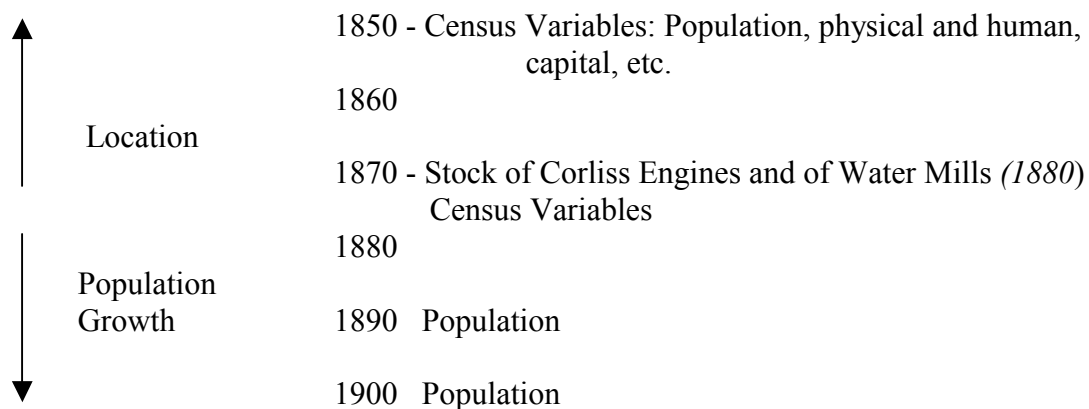 1850 - Census Variables: Population, physical and human,
capital, etc.
1860
Location
1870 - Stock of Corliss Engines and of Water Mills (1880)
Census Variables
1880
Population
Growth
1890 Population
1900 Population